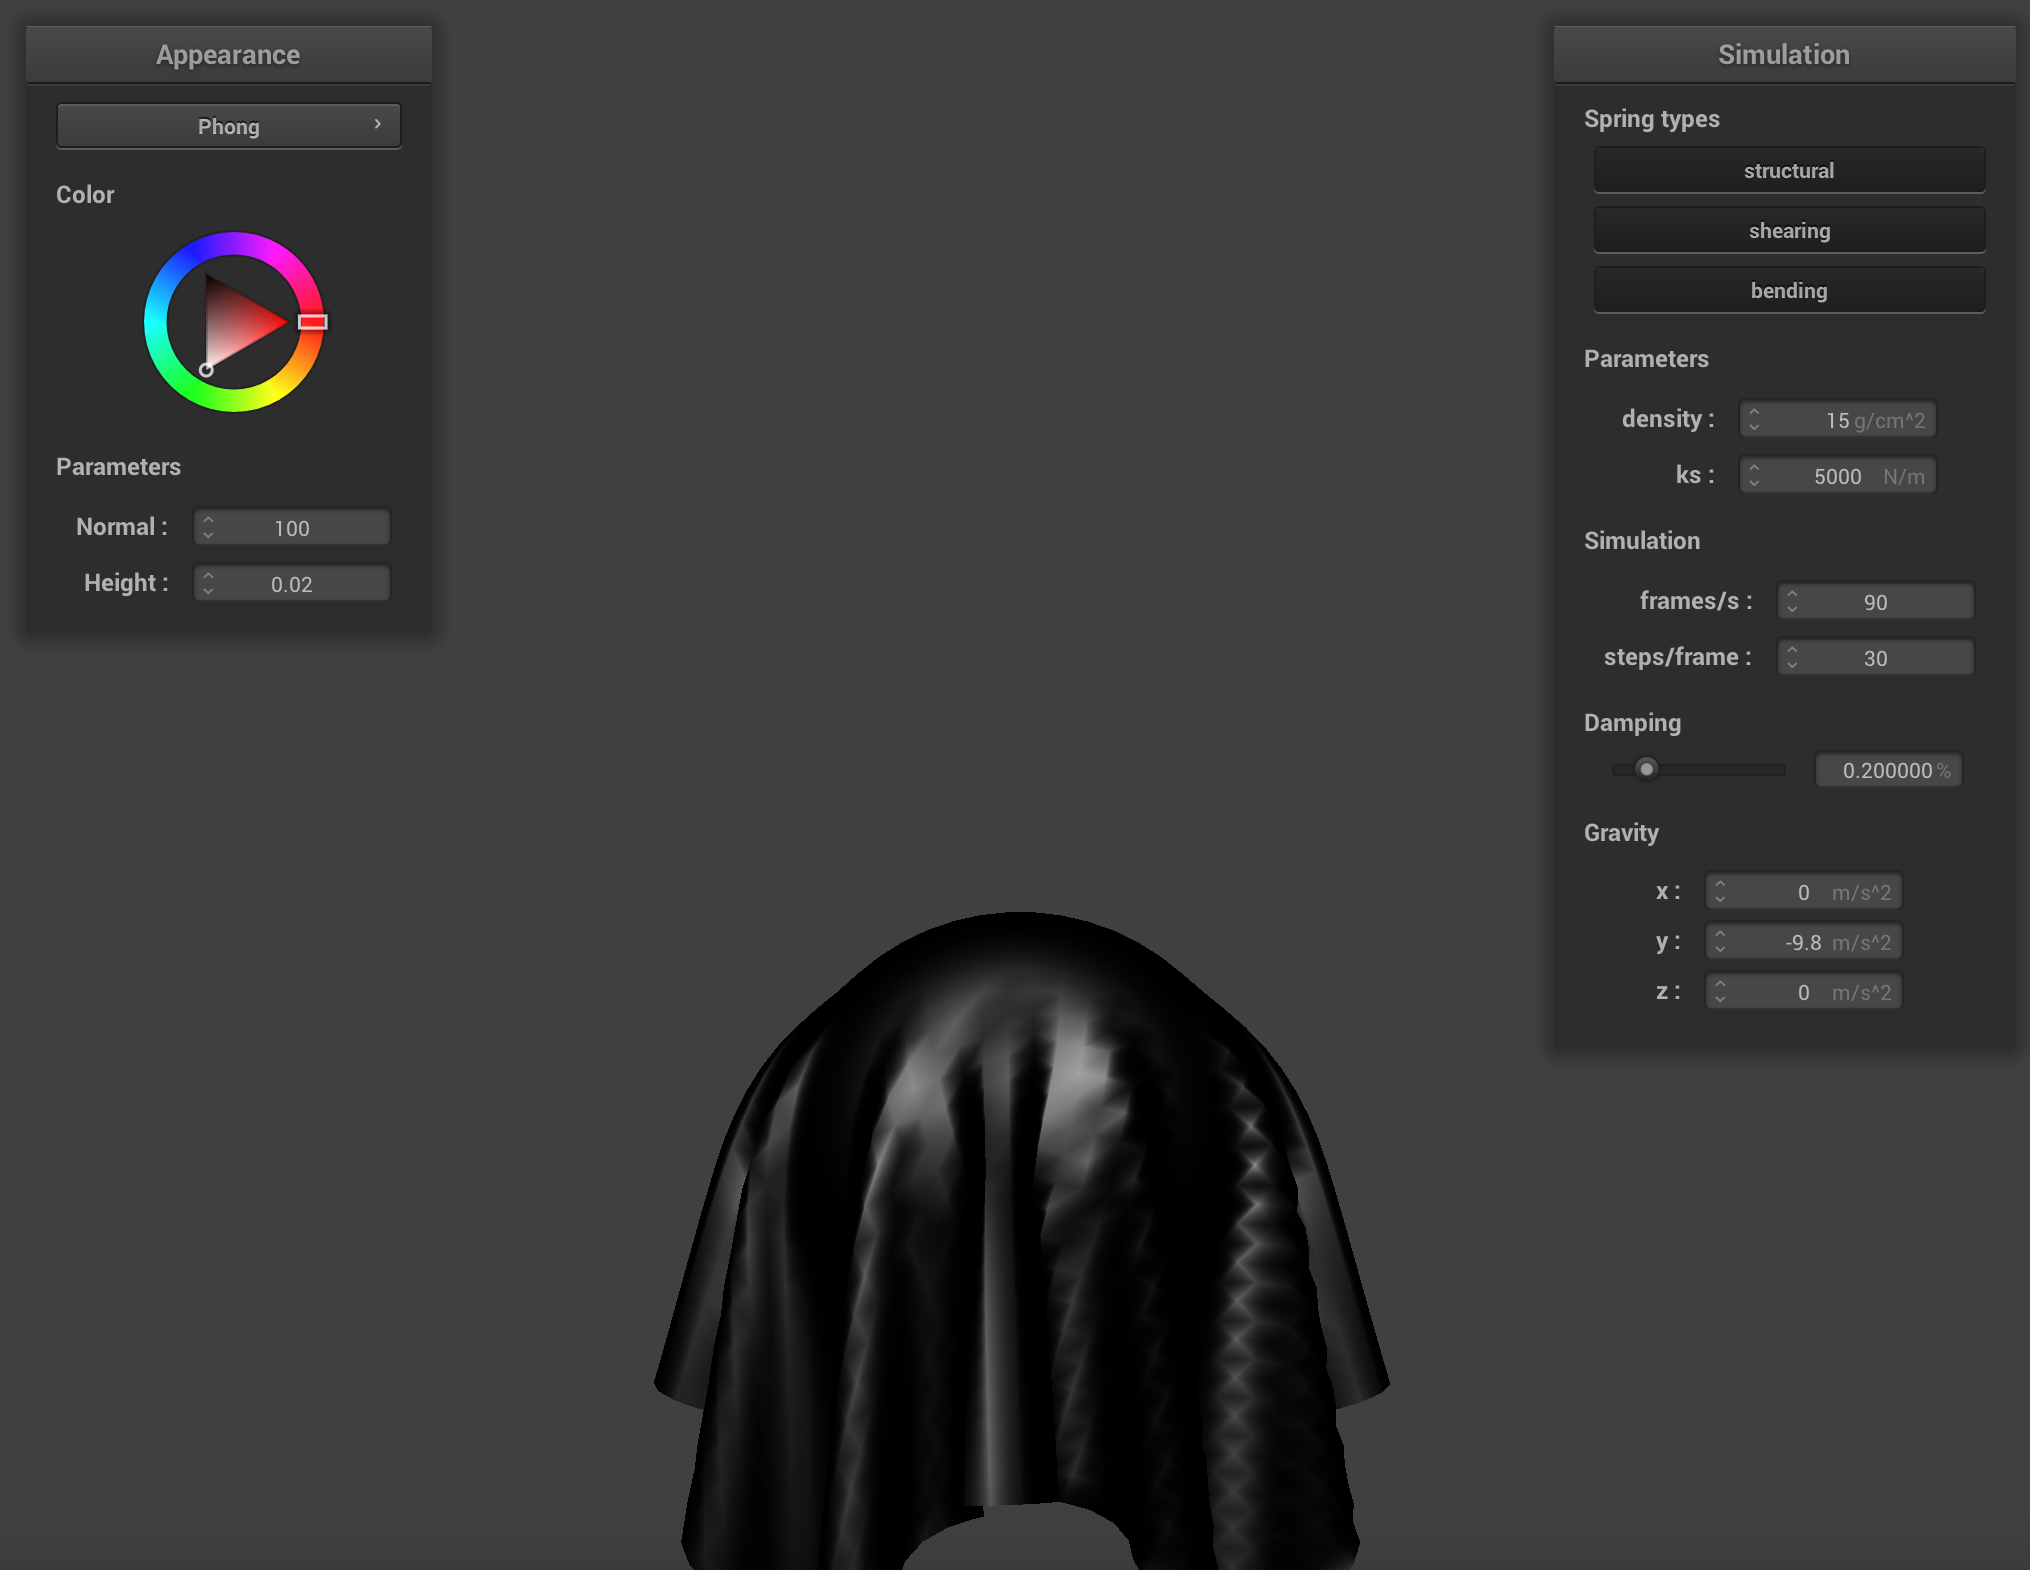 Appearance
Phong
Color
Parameters
Normal : 100
Height : 0.02
Simulation
Spring types
structural
shearing
bending
Parameters
density : 15 g/cm^2
ks : 5000 N/m
Simulation
frames/s : 90
steps/frame : 30
Damping
0.200000 %
Gravity
x : 0 m/s^2
y : -9.8 m/s^2
z : 0 m/s^2